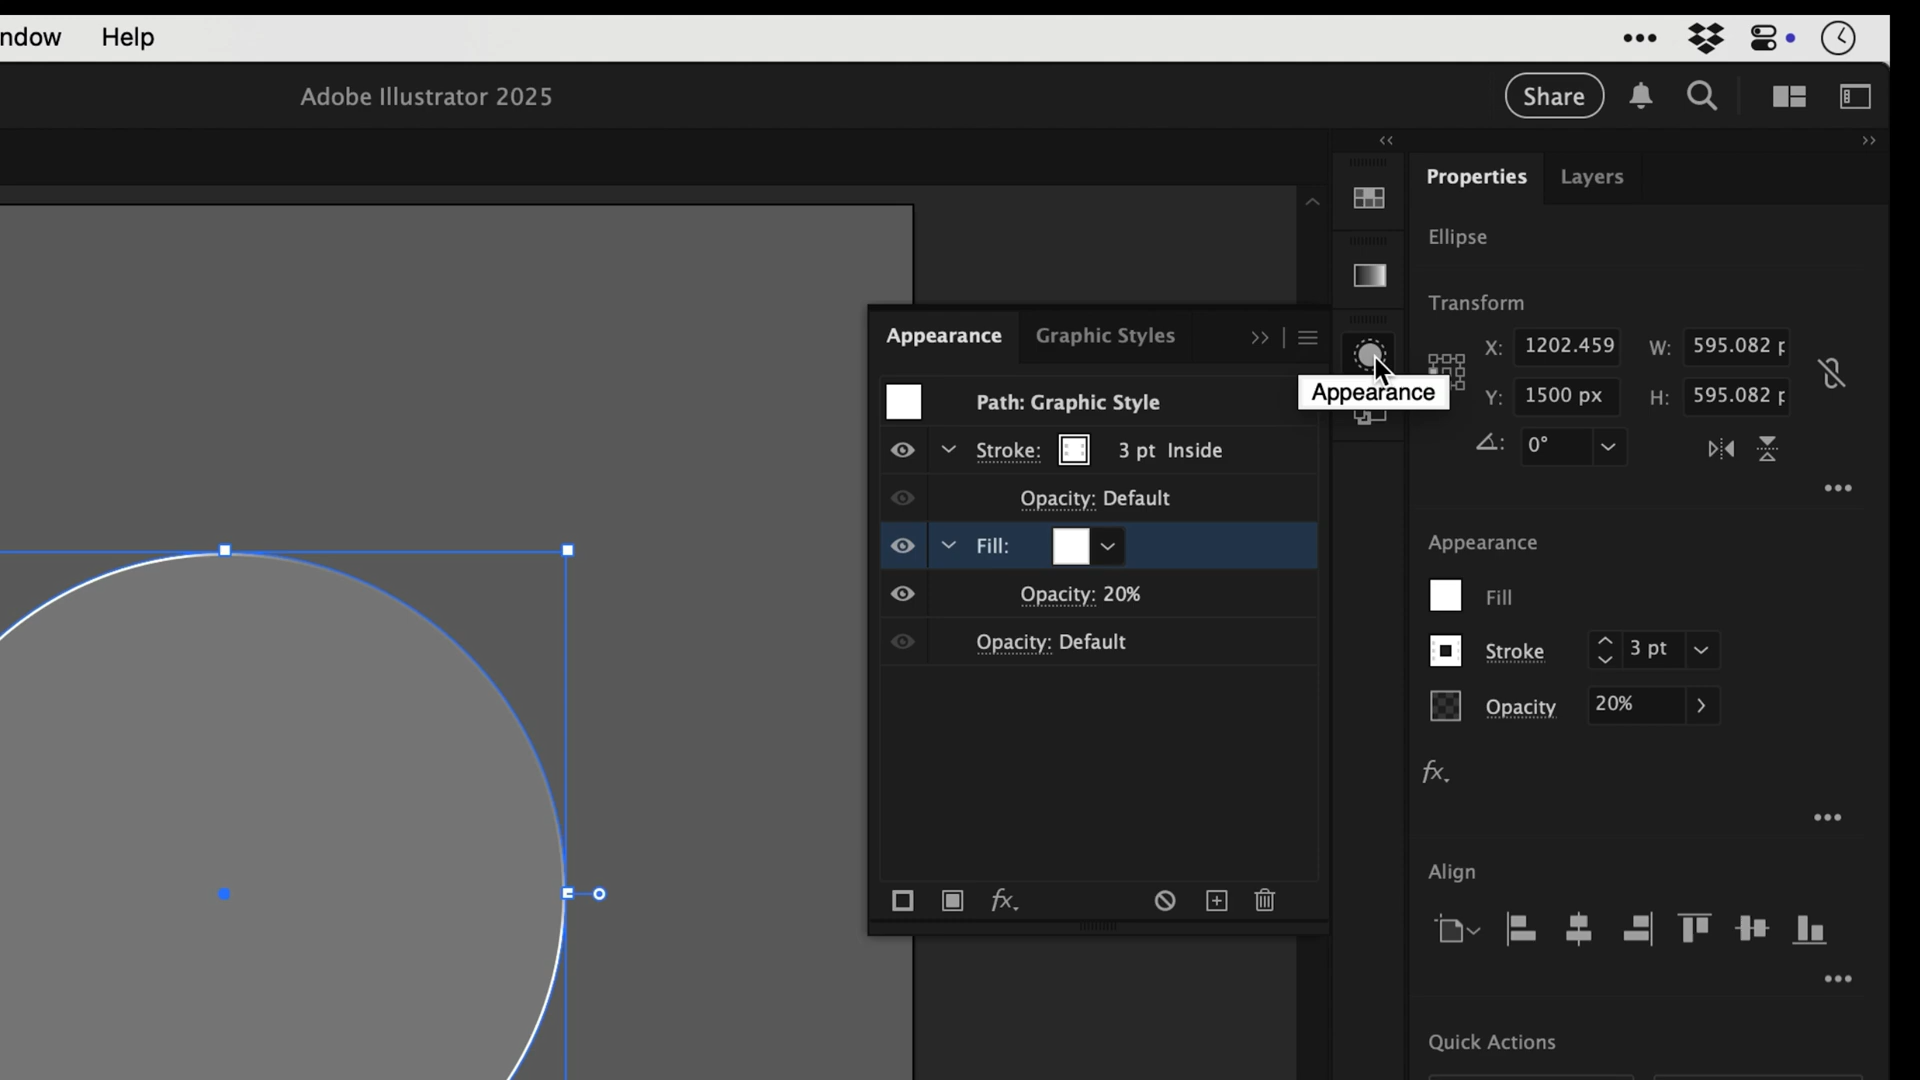 ndow Help
Adobe Illustrator 2025
Share
Properties Layers
Ellipse
Transform
X: 1202.459 W: 595.082 p
Y: 1500 px H: 595.082 p
0°
Appearance
Fill
Stroke 3 pt
Opacity 20%
fx.
Align
Quick Actions
Appearance Graphic Styles
Path: Graphic Style
Stroke: 3 pt Inside
Opacity: Default
Fill:
Opacity: 20%
Opacity: Default
fx.
Appearance